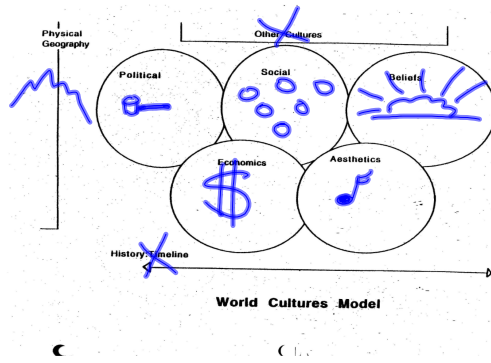 Physical
Geography
Other Cultures
Political
Social
Beliefs
Economics
Aesthetics
History:Timeline
World Cultures Model